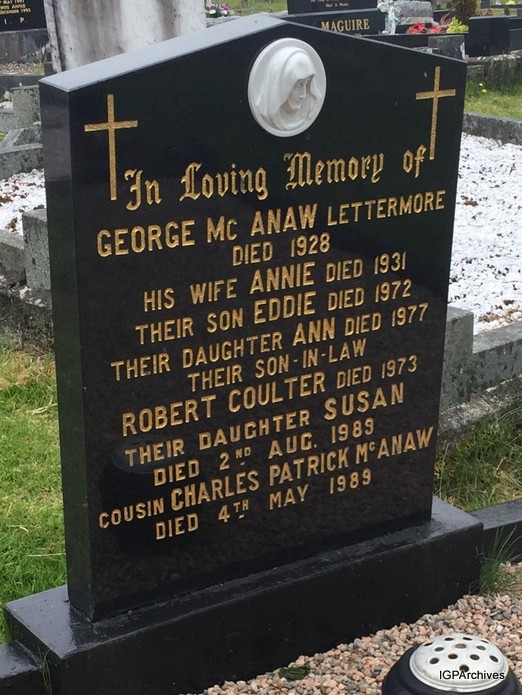 MAGUIRE
In Loving Memory of
GEORGE Mc ANAW LETTERMORE
DIED 1928
HIS WIFE ANNIE DIED 1931
THEIR SON EDDIE DIED 1972
THEIR DAUGHTER ANN DIED 1977
THEIR SON-IN-LAW
ROBERT COULTER DIED 1973
THEIR DAUGHTER SUSAN
DIED 2ND AUG. 1989
COUSIN CHARLES PATRICK McANAW
DIED 4TH MAY 1989
IGPArchives